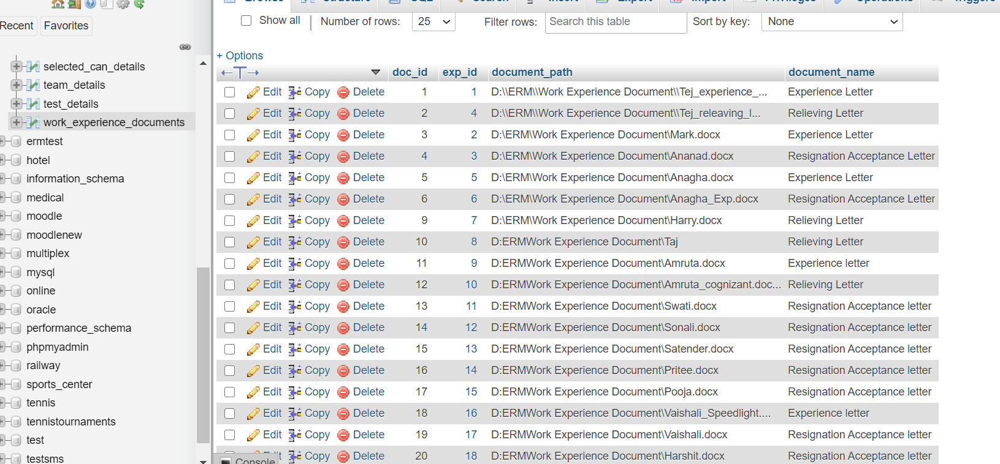 Browse Structure SQL Search Insert Export Import Privileges Operations Triggers
Recent Favorites
Show all Number of rows: 25 Filter rows: Search this table Sort by key: None
+ Options
selected_can_details
team_details
test_details
work_experience_documents
ermtest
hotel
information_schema
medical
moodle
moodlenew
multiplex
mysql
online
oracle
performance_schema
phpmyadmin
railway
sports_center
tennis
tennistournaments
test
testsms
doc_id exp_id document_path document_name
Edit Copy Delete 1 1 D:\\ERM\\Work Experience Document\\Tej_experience_... Experience Letter
Edit Copy Delete 2 4 D:\\ERM\\Work Experience Document\\Tej_releaving_l... Relieving Letter
Edit Copy Delete 3 2 D:\ERM\Work Experience Document\Mark.docx Experience Letter
Edit Copy Delete 4 3 D:\ERM\Work Experience Document\Ananad.docx Resignation Acceptance Letter
Edit Copy Delete 5 5 D:\ERM\Work Experience Document\Anagha.docx Experience Letter
Edit Copy Delete 6 6 D:\ERM\Work Experience Document\Anagha_Exp.docx Resignation Acceptance Letter
Edit Copy Delete 9 7 D:\ERM\Work Experience Document\Harry.docx Relieving Letter
Edit Copy Delete 10 8 D:ERMWork Experience Document\Taj Relieving Letter
Edit Copy Delete 11 9 D:ERMWork Experience Document\Amruta.docx Experience letter
Edit Copy Delete 12 10 D:ERMWork Experience Document\Amruta_cognizant.doc... Relieving Letter
Edit Copy Delete 13 11 D:ERMWork Experience Document\Swati.docx Resignation Acceptance letter
Edit Copy Delete 14 12 D:ERMWork Experience Document\Sonali.docx Resignation Acceptance letter
Edit Copy Delete 15 13 D:ERMWork Experience Document\Satender.docx Resignation Acceptance letter
Edit Copy Delete 16 14 D:ERMWork Experience Document\Pritee.docx Resignation Acceptance letter
Edit Copy Delete 17 15 D:ERMWork Experience Document\Pooja.docx Resignation Acceptance letter
Edit Copy Delete 18 16 D:ERMWork Experience Document\Vaishali_Speedlight.... Experience letter
Edit Copy Delete 19 17 D:ERMWork Experience Document\Vaishali.docx Resignation Acceptance letter
Edit Copy Delete 20 18 D:ERMWork Experience Document\Harshit.docx Resignation Acceptance letter
Console